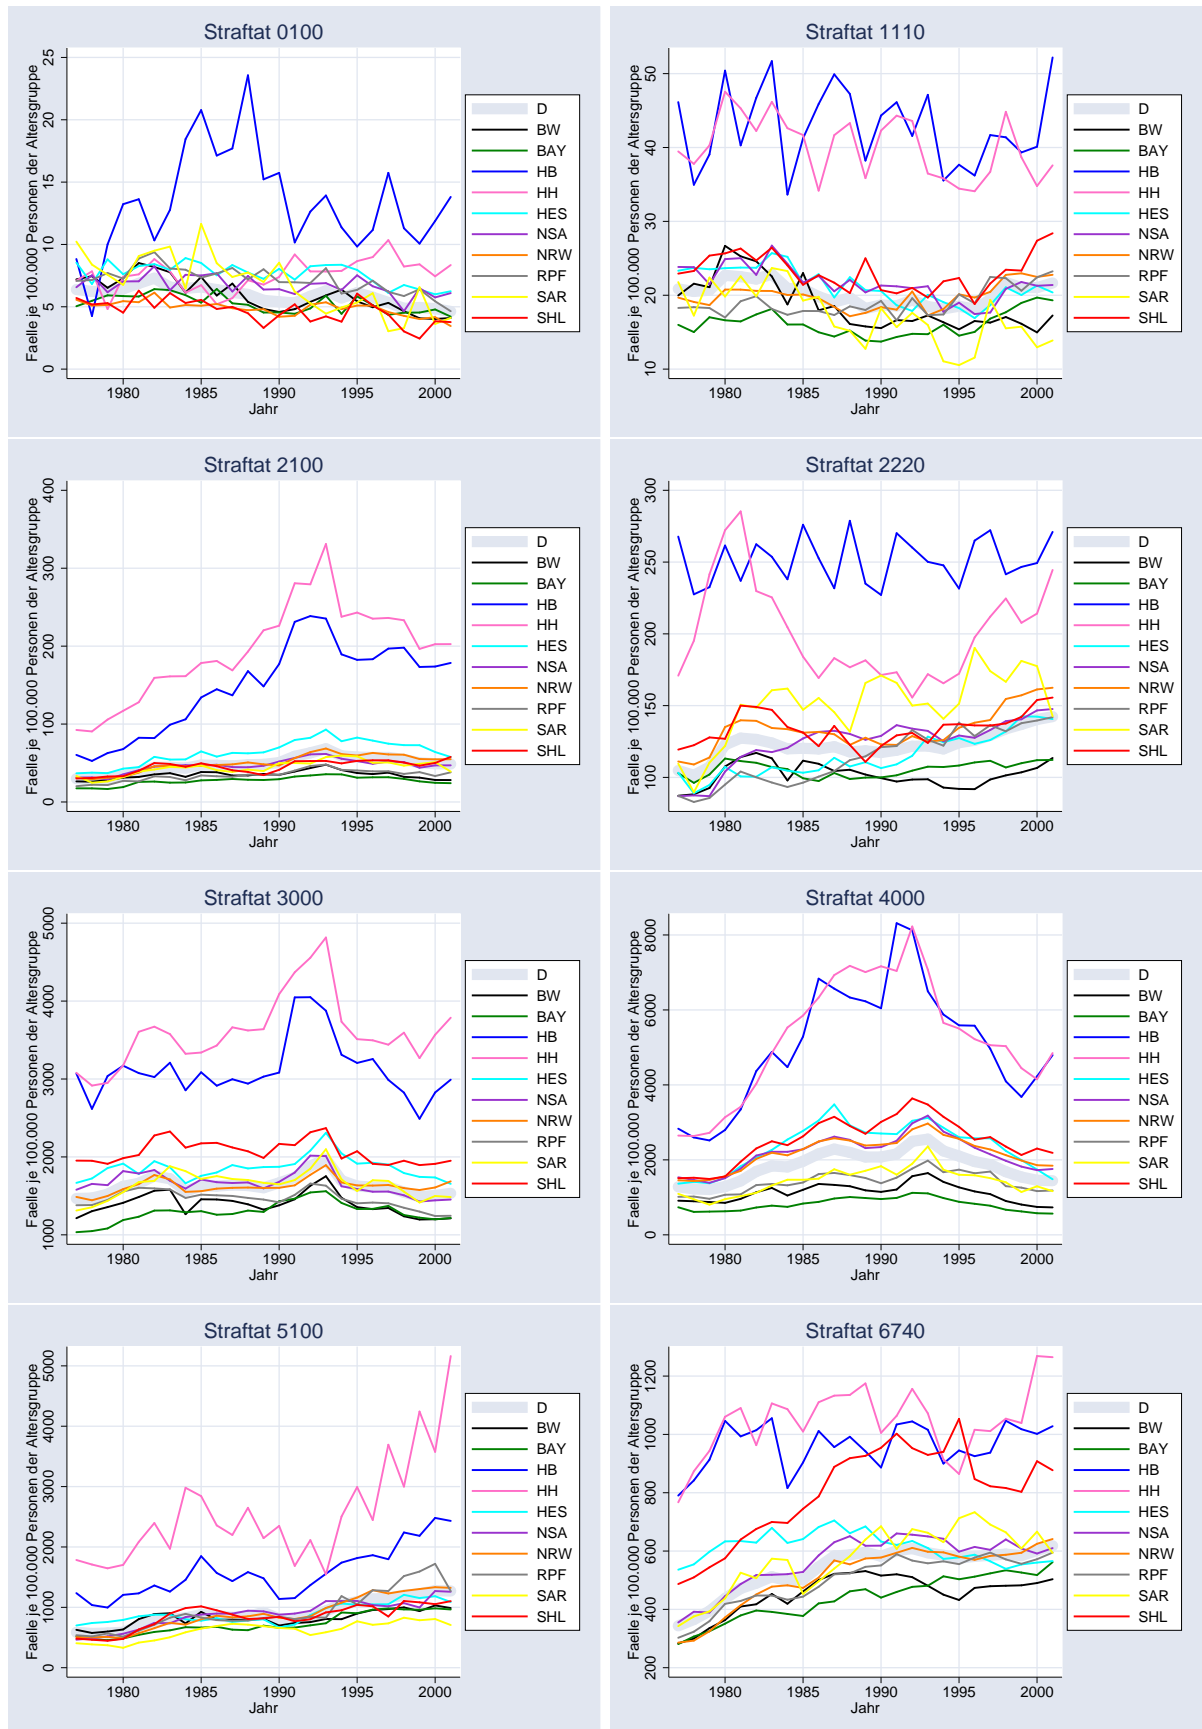 Straftat 0100
Faelle je 100.000 Personen der Altersgruppe
25
20
15
10
5
0
1980 1985 1990 1995 2000
Jahr
D
BW
BAY
HB
HH
HES
NSA
NRW
RPF
SAR
SHL
Straftat 1110
Faelle je 100.000 Personen der Altersgruppe
50
40
30
20
10
1980 1985 1990 1995 2000
Jahr
D
BW
BAY
HB
HH
HES
NSA
NRW
RPF
SAR
SHL
Straftat 2100
Faelle je 100.000 Personen der Altersgruppe
400
300
200
100
0
1980 1985 1990 1995 2000
Jahr
D
BW
BAY
HB
HH
HES
NSA
NRW
RPF
SAR
SHL
Straftat 2220
Faelle je 100.000 Personen der Altersgruppe
300
250
200
150
100
1980 1985 1990 1995 2000
Jahr
D
BW
BAY
HB
HH
HES
NSA
NRW
RPF
SAR
SHL
Straftat 3000
Faelle je 100.000 Personen der Altersgruppe
5000
4000
3000
2000
1000
1980 1985 1990 1995 2000
Jahr
D
BW
BAY
HB
HH
HES
NSA
NRW
RPF
SAR
SHL
Straftat 4000
Faelle je 100.000 Personen der Altersgruppe
8000
6000
4000
2000
0
1980 1985 1990 1995 2000
Jahr
D
BW
BAY
HB
HH
HES
NSA
NRW
RPF
SAR
SHL
Straftat 5100
Faelle je 100.000 Personen der Altersgruppe
5000
4000
3000
2000
1000
0
1980 1985 1990 1995 2000
Jahr
D
BW
BAY
HB
HH
HES
NSA
NRW
RPF
SAR
SHL
Straftat 6740
Faelle je 100.000 Personen der Altersgruppe
1200
1000
800
600
400
200
1980 1985 1990 1995 2000
Jahr
D
BW
BAY
HB
HH
HES
NSA
NRW
RPF
SAR
SHL